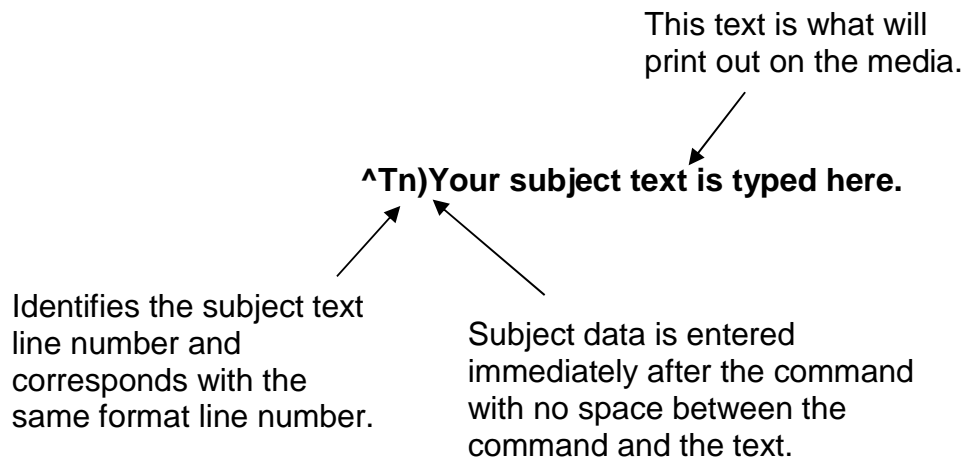 This text is what will
print out on the media.
^Tn)Your subject text is typed here.
Identifies the subject text
line number and
corresponds with the
same format line number.
Subject data is entered
immediately after the command
with no space between the
command and the text.